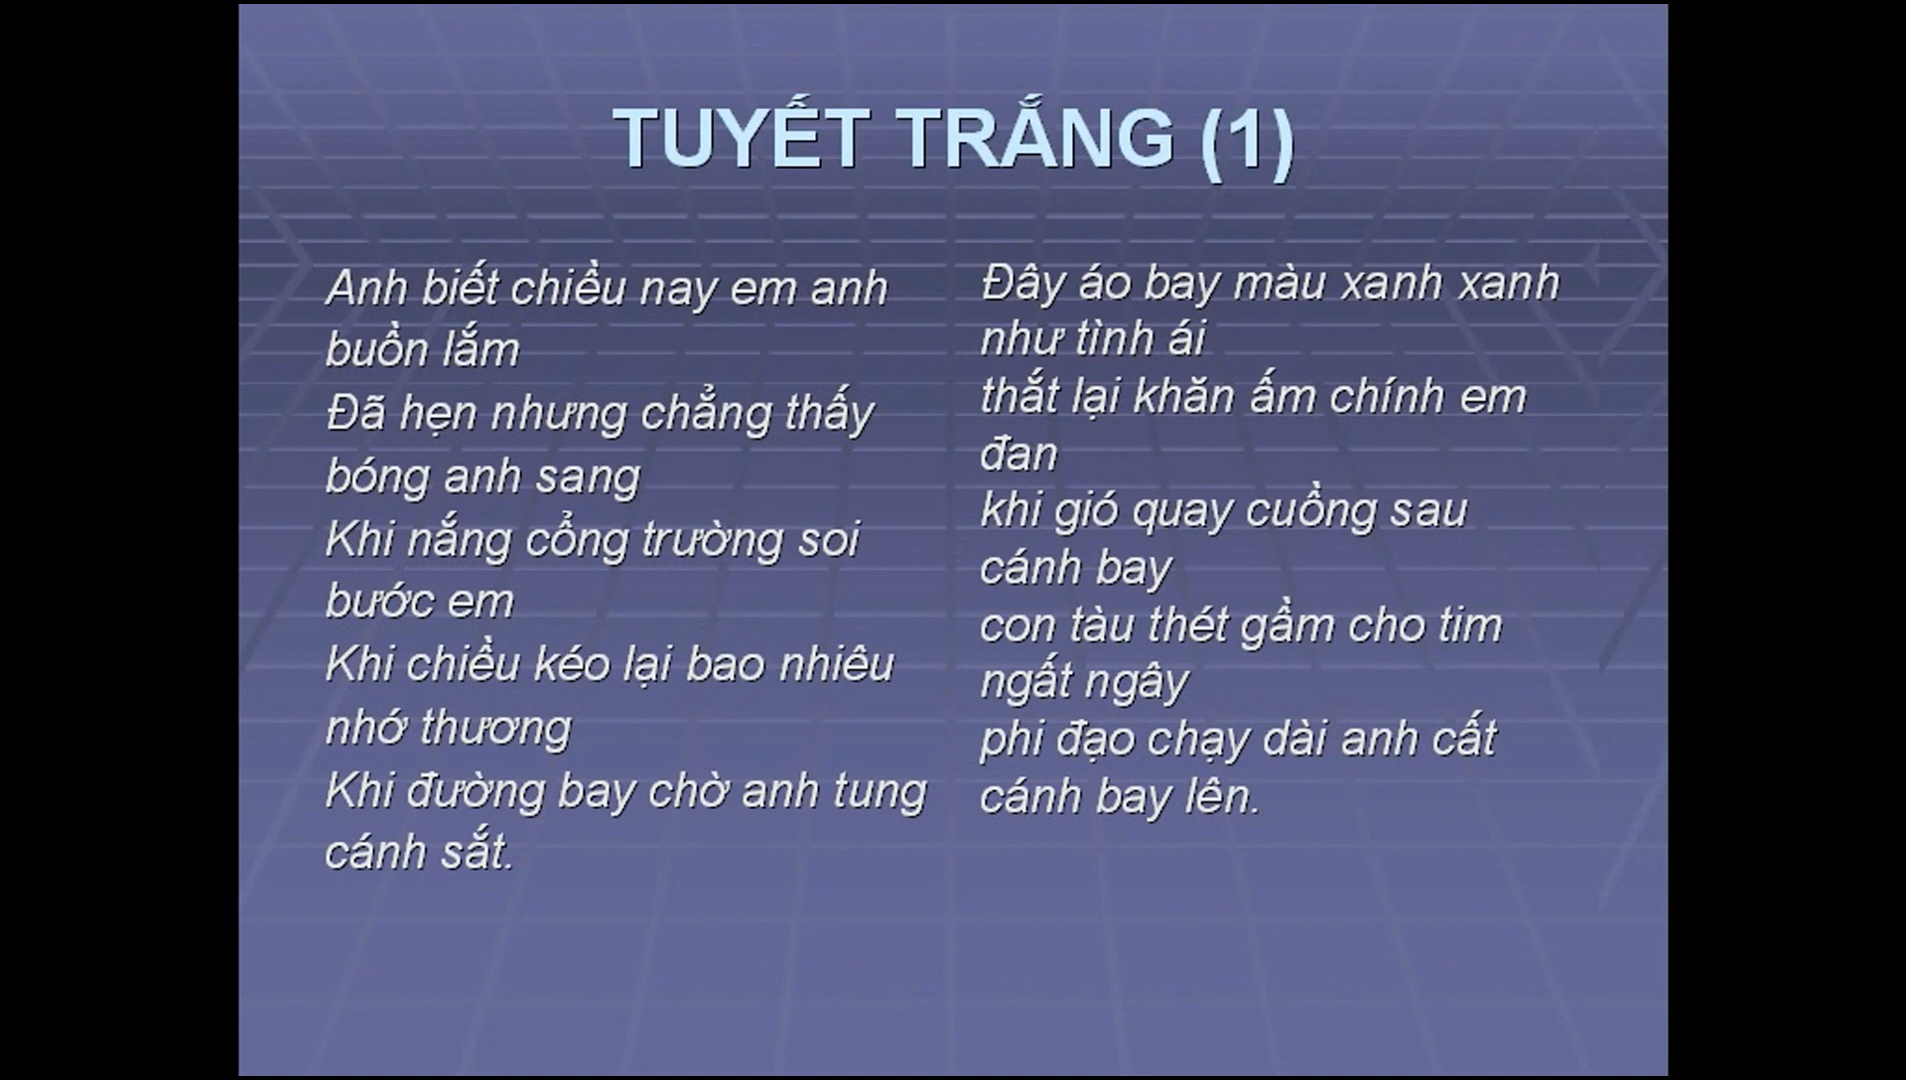 TUYẾT TRẮNG (1)
Anh biết chiều nay em anh
buồn lắm
Đã hẹn nhưng chẳng thấy
bóng anh sang
Khi nắng cổng trường soi
bước em
Khi chiều kéo lại bao nhiêu
nhớ thương
Khi đường bay chờ anh tung
cánh sắt.
Đây áo bay màu xanh xanh
như tình ái
thắt lại khăn ấm chính em
đan
khi gió quay cuồng sau
cánh bay
con tàu thét gầm cho tim
ngất ngây
phi đạo chạy dài anh cất
cánh bay lên.